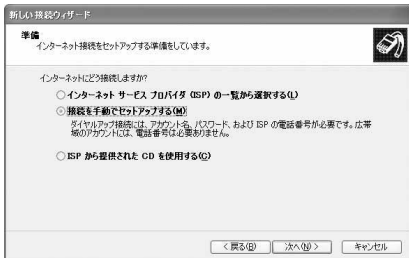 新しい接続ウィザード
準備
インターネット接続をセットアップする準備をしています。
インターネットにどう接続しますか?
インターネット サービス プロバイダ (ISP) の一覧から選択する(L)
接続を手動でセットアップする(M)
ダイヤルアップ接続には、アカウント名、パスワード、および ISP の電話番号が必要です。広帯
域のアカウントには、電話番号は必要ありません。
ISP から提供された CD を使用する(C)
< 戻る(B) 次へ(N) > キャンセル